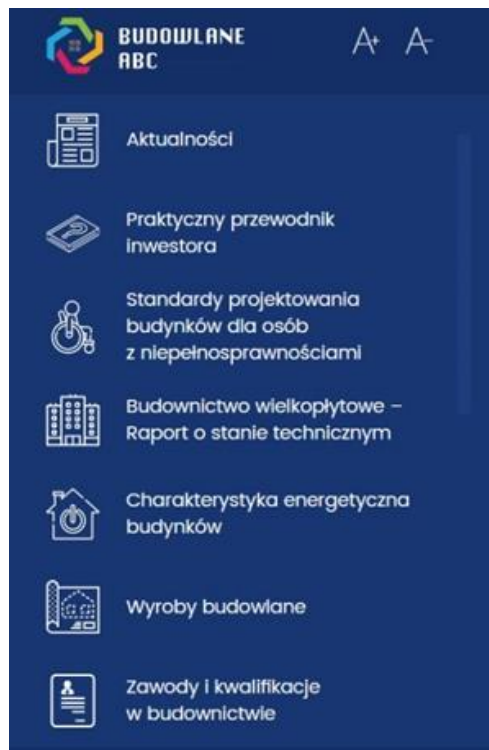 BUDOWLANE
ABC
A+ A-
Aktualności
Praktyczny przewodnik
inwestora
Standardy projektowania
budynków dla osób
z niepełnosprawnościami
Budownictwo wielkopłytowe –
Raport o stanie technicznym
Charakterystyka energetyczna
budynków
Wyroby budowlane
Zawody i kwalifikacje
w budownictwie